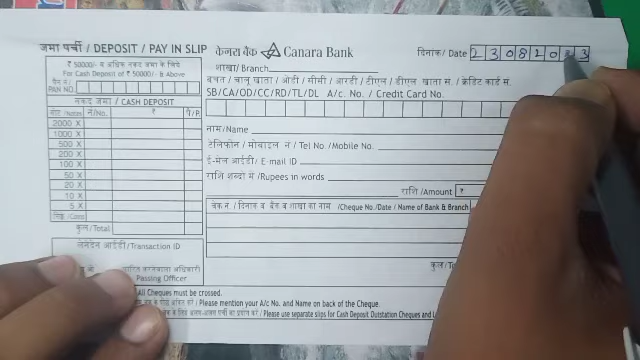 जमा पर्ची / DEPOSIT / PAY IN SLIP केनरा बैंक Canara Bank दिनांक/ Date 2 3 0 8 2 0 2 3
शाखा/Branch
₹ 50000/- व अधिक नकद जमा के लिये
For Cash Deposit of ₹ 50000/- & Above
पैन नं./
PAN NO.
बचत / चालू खाता / ओडी / सीसी / आरडी / टीएल / डीएल खाता सं. / क्रेडिट कार्ड सं.
SB/CA/OD/CC/RD/TL/DL A/c. No. / Credit Card No.
नकद जमा / CASH DEPOSIT
नोट /Notes नं./No. ₹ पै/P.
2000 X
1000 X
500 X
200 X
100 X
50 X
20 X
10 X
5 X
सिक्के /Coins
कुल/Total
नाम/Name
टेलिफोन / मोबाइल नं / Tel No./Mobile No.
ई-मेल आईडी/ E-mail ID
राशि शब्दों में /Rupees in words
राशि /Amount ₹
चेक नं. / दिनांक व बैंक व शाखा का नाम /Cheque No./Date / Name of Bank & Branch
लेनदेन आईडी/Transaction ID
पारित करनेवाला अधिकारी
Passing Officer
All Cheques must be crossed.
/ Please mention your A/c No. and Name on back of the Cheque.
/ Please use separate slips for Cash Deposit Outstation Cheques and L